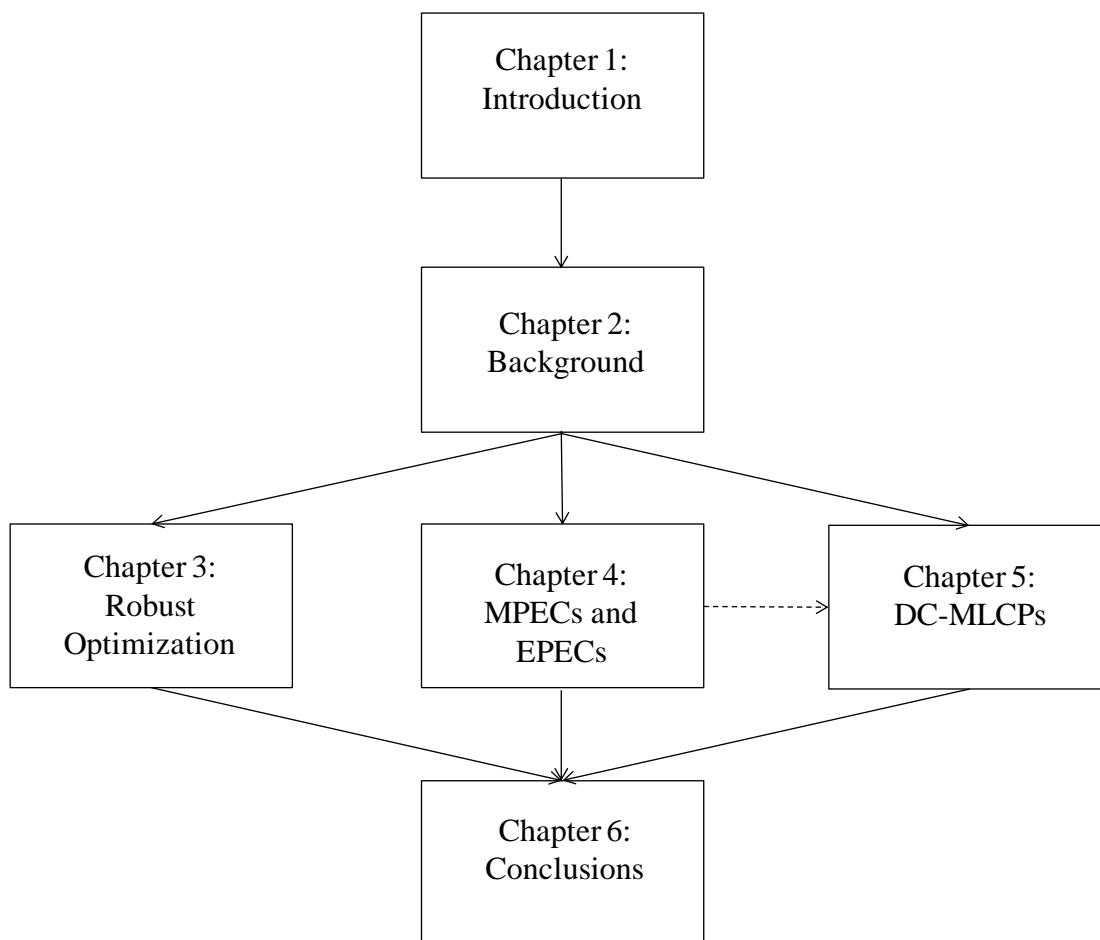 Chapter 1:
Introduction
Chapter 2:
Background
Chapter 3:
Robust
Optimization
Chapter 4:
MPECs and
EPECs
Chapter 5:
DC-MLCPs
Chapter 6:
Conclusions